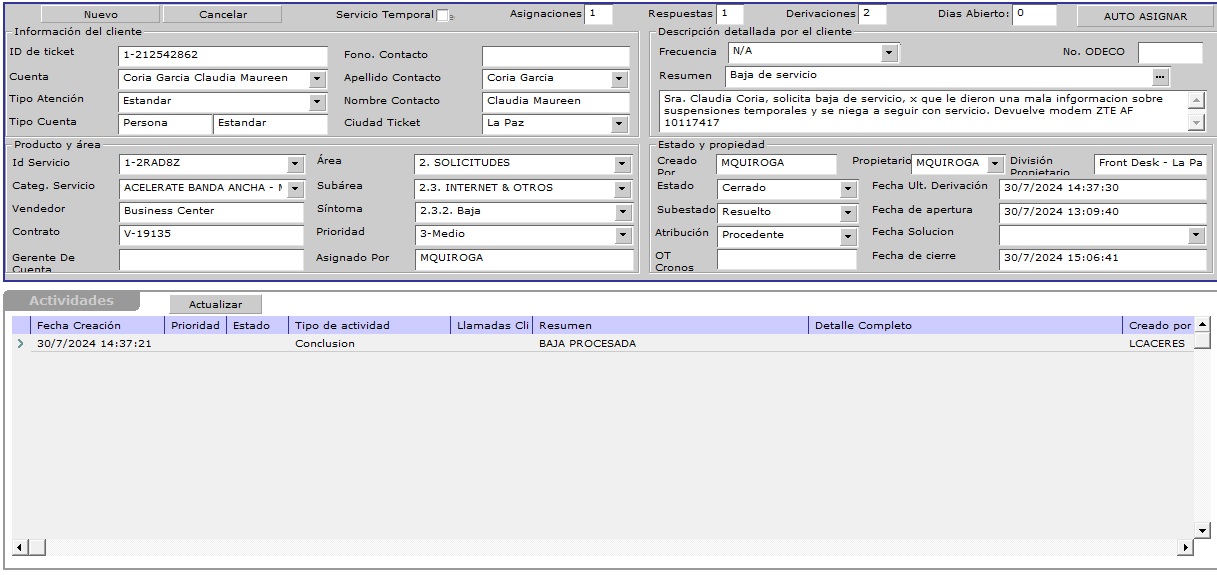 Nuevo Cancelar Servicio Temporal Asignaciones 1 Respuestas 1 Derivaciones 2 Dias Abierto: 0 AUTO ASIGNAR
Información del cliente
ID de ticket 1-212542862 Fono. Contacto
Cuenta Coria Garcia Claudia Maureen Apellido Contacto Coria Garcia
Tipo Atención Estandar Nombre Contacto Claudia Maureen
Tipo Cuenta Persona Estandar Ciudad Ticket La Paz
Descripción detallada por el cliente
Frecuencia N/A No. ODECO
Resumen Baja de servicio ...
Sra. Claudia Coria, solicita baja de servicio, x que le dieron una mala infgormacion sobre
suspensiones temporales y se niega a seguir con servicio. Devuelve modem ZTE AF
10117417
Producto y área
Id Servicio 1-2RAD8Z Área 2. SOLICITUDES
Categ. Servicio ACELERATE BANDA ANCHA - Subárea 2.3. INTERNET & OTROS
Vendedor Business Center Síntoma 2.3.2. Baja
Contrato V-19135 Prioridad 3-Medio
Gerente De Cuenta Asignado Por MQUIROGA
Estado y propiedad
Creado Por MQUIROGA Propietario MQUIROGA División Propietario Front Desk - La Pa
Estado Cerrado Fecha Ult. Derivación 30/7/2024 14:37:30
Subestado Resuelto Fecha de apertura 30/7/2024 13:09:40
Atribución Procedente Fecha Solucion
OT Cronos Fecha de cierre 30/7/2024 15:06:41
Actividades Actualizar
Fecha Creación Prioridad Estado Tipo de actividad Llamadas Cli Resumen Detalle Completo Creado por
30/7/2024 14:37:21 Conclusion BAJA PROCESADA LCACERES